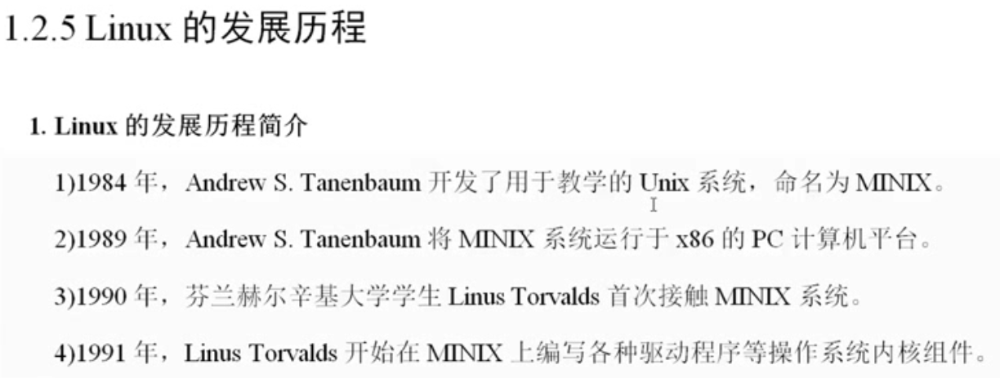 1.2.5 Linux 的发展历程
1. Linux 的发展历程简介
1)1984 年，Andrew S. Tanenbaum 开发了用于教学的 Unix 系统，命名为 MINIX。
2)1989 年，Andrew S. Tanenbaum 将 MINIX 系统运行于 x86 的 PC 计算机平台。
3)1990 年，芬兰赫尔辛基大学学生 Linus Torvalds 首次接触 MINIX 系统。
4)1991 年，Linus Torvalds 开始在 MINIX 上编写各种驱动程序等操作系统内核组件。